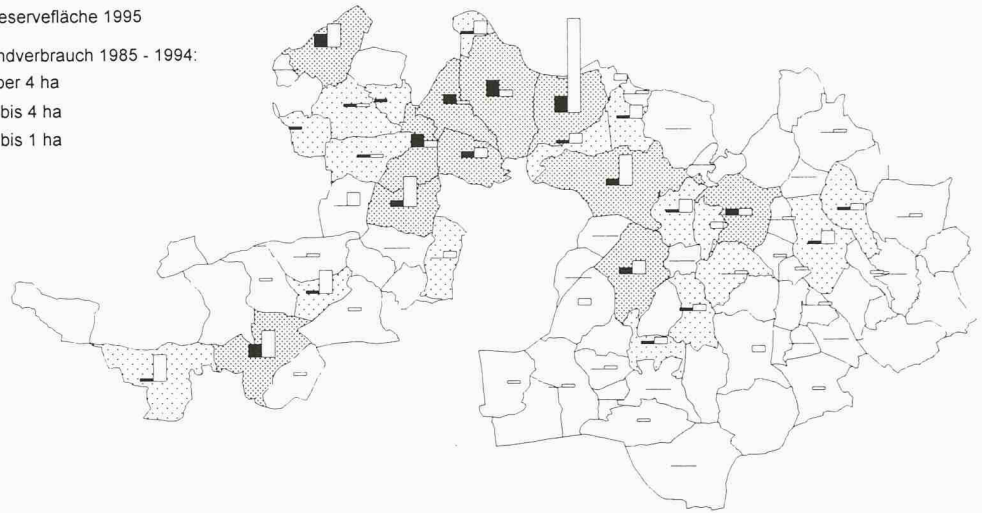 eservefläche 1995
ndverbrauch 1985 - 1994:
ber 4 ha
bis 4 ha
bis 1 ha